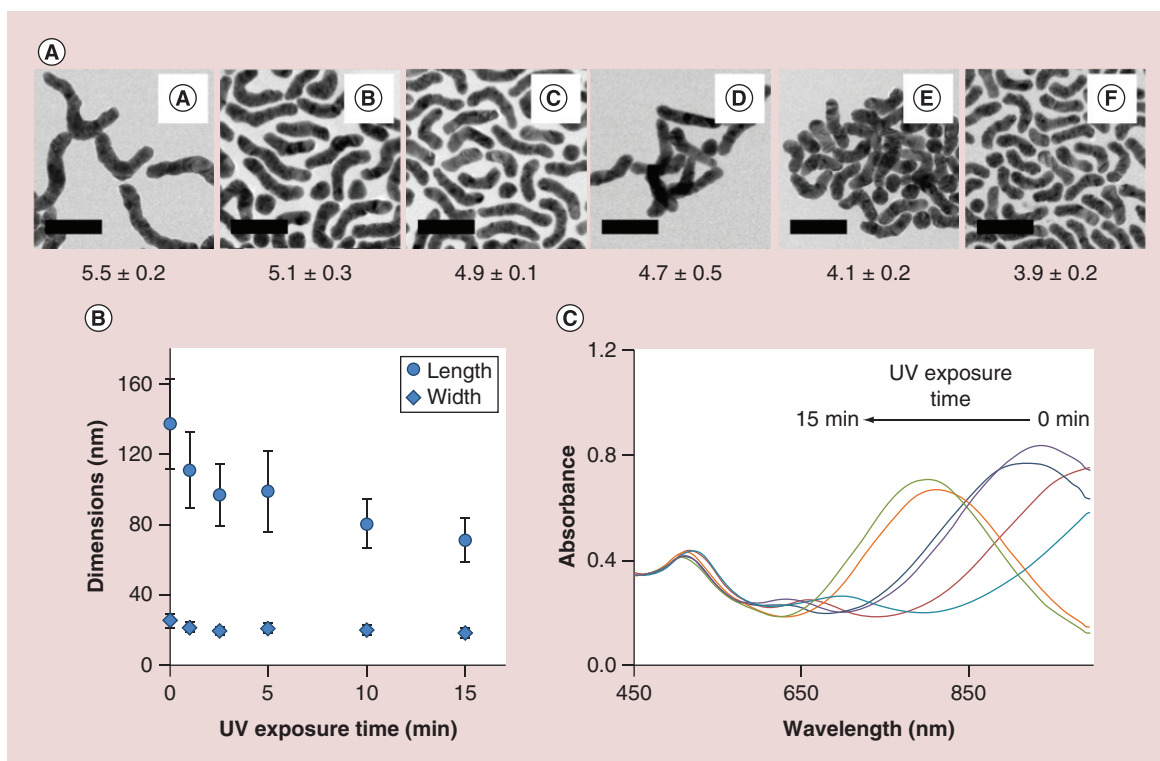 A
A B C D E F
5.5 ± 0.2 5.1 ± 0.3 4.9 ± 0.1 4.7 ± 0.5 4.1 ± 0.2 3.9 ± 0.2
B
Dimensions (nm)
160
120
80
40
0
0 5 10 15
UV exposure time (min)
Length
Width
C
Absorbance
1.2
0.8
0.4
0.0
450 650 850
Wavelength (nm)
UV exposure
time
15 min 0 min